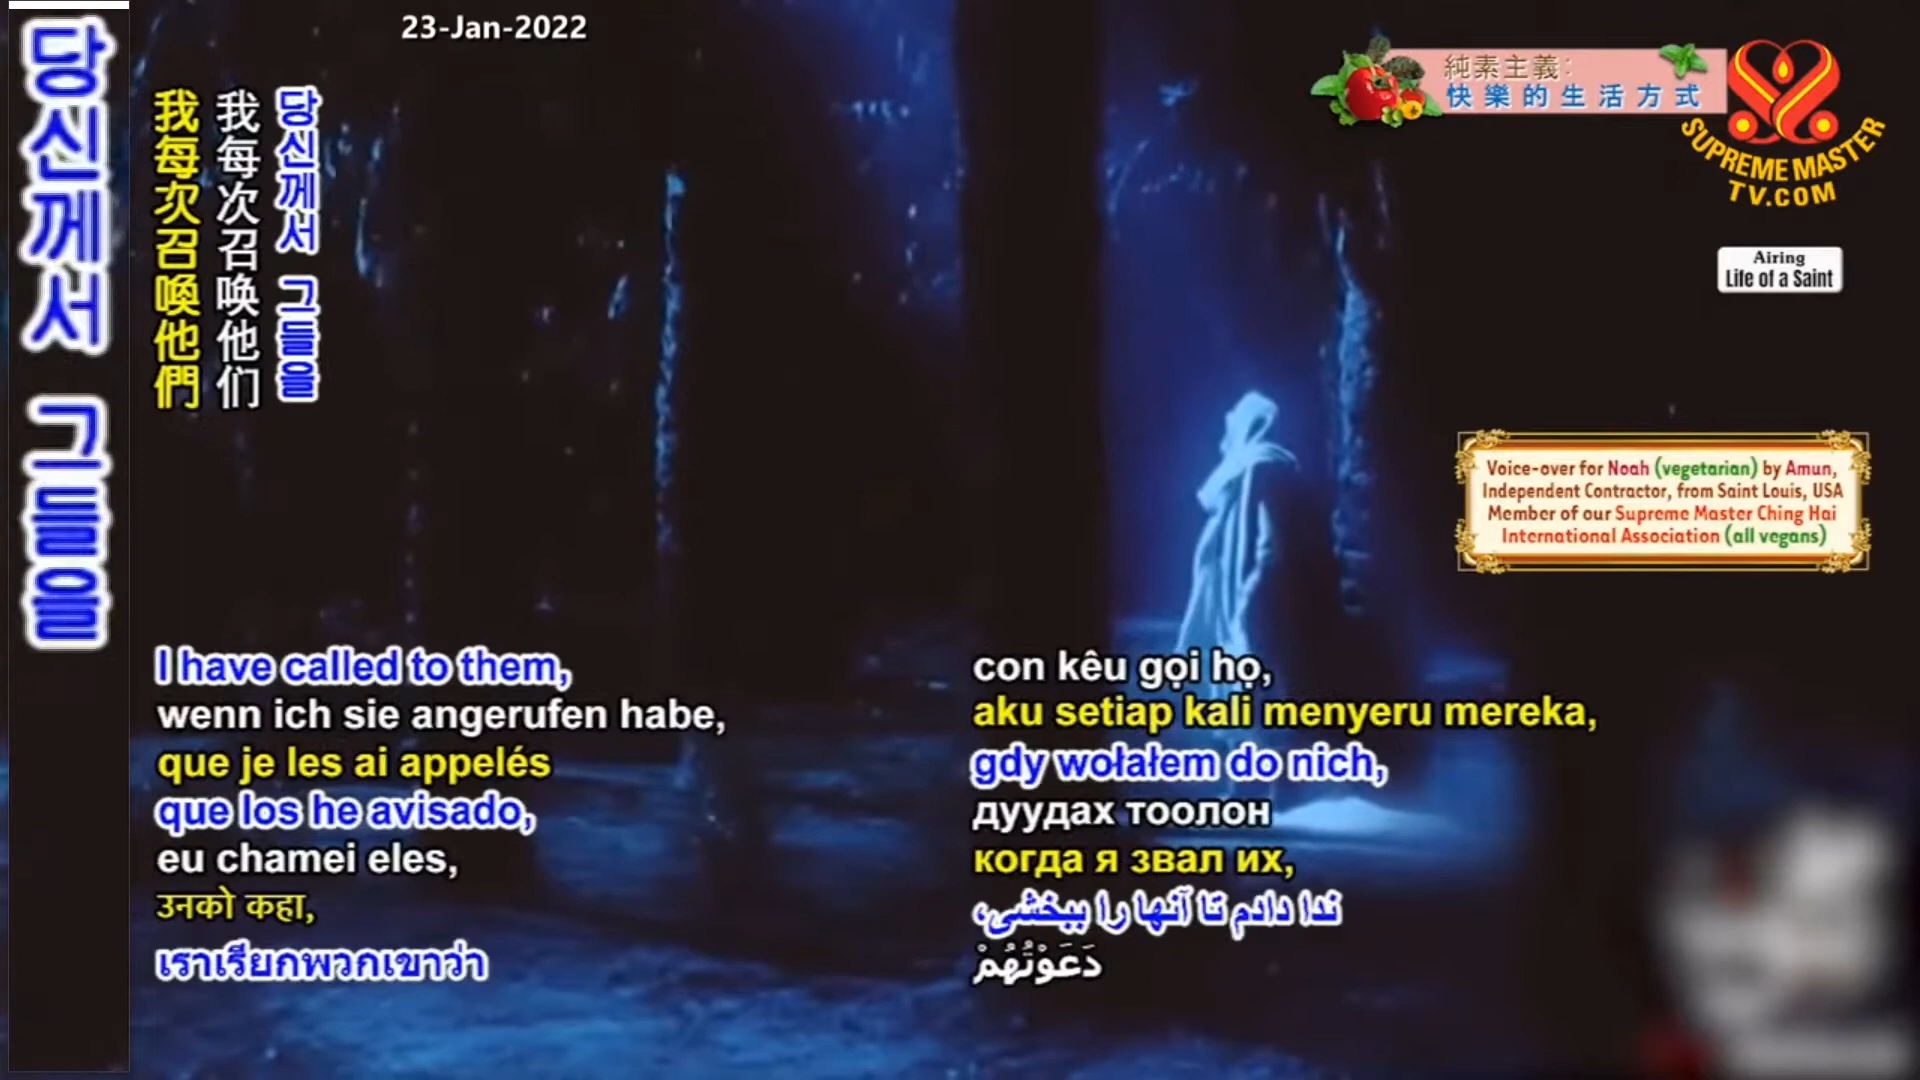 당신께서 그들을
23-Jan-2022
我每次召喚他們
我每次召唤他们
당신께서 그들을
純素主義:
快樂的生活方式
SUPREME MASTER
TV.COM
Airing
Life of a Saint
Voice-over for Noah (vegetarian) by Amun,
Independent Contractor, from Saint Louis, USA
Member of our Supreme Master Ching Hai
International Association (all vegans)
I have called to them,
wenn ich sie angerufen habe,
que je les ai appelés
que los he avisado,
eu chamei eles,
उनको कहा,
เราเรียกพวกเขาว่า
con kêu gọi họ,
aku setiap kali menyeru mereka,
gdy wołałem do nich,
дуудах тоолон
когда я звал их,
ندا دادم تا آنها را ببخشی،
دَعَوْتُهُمْ